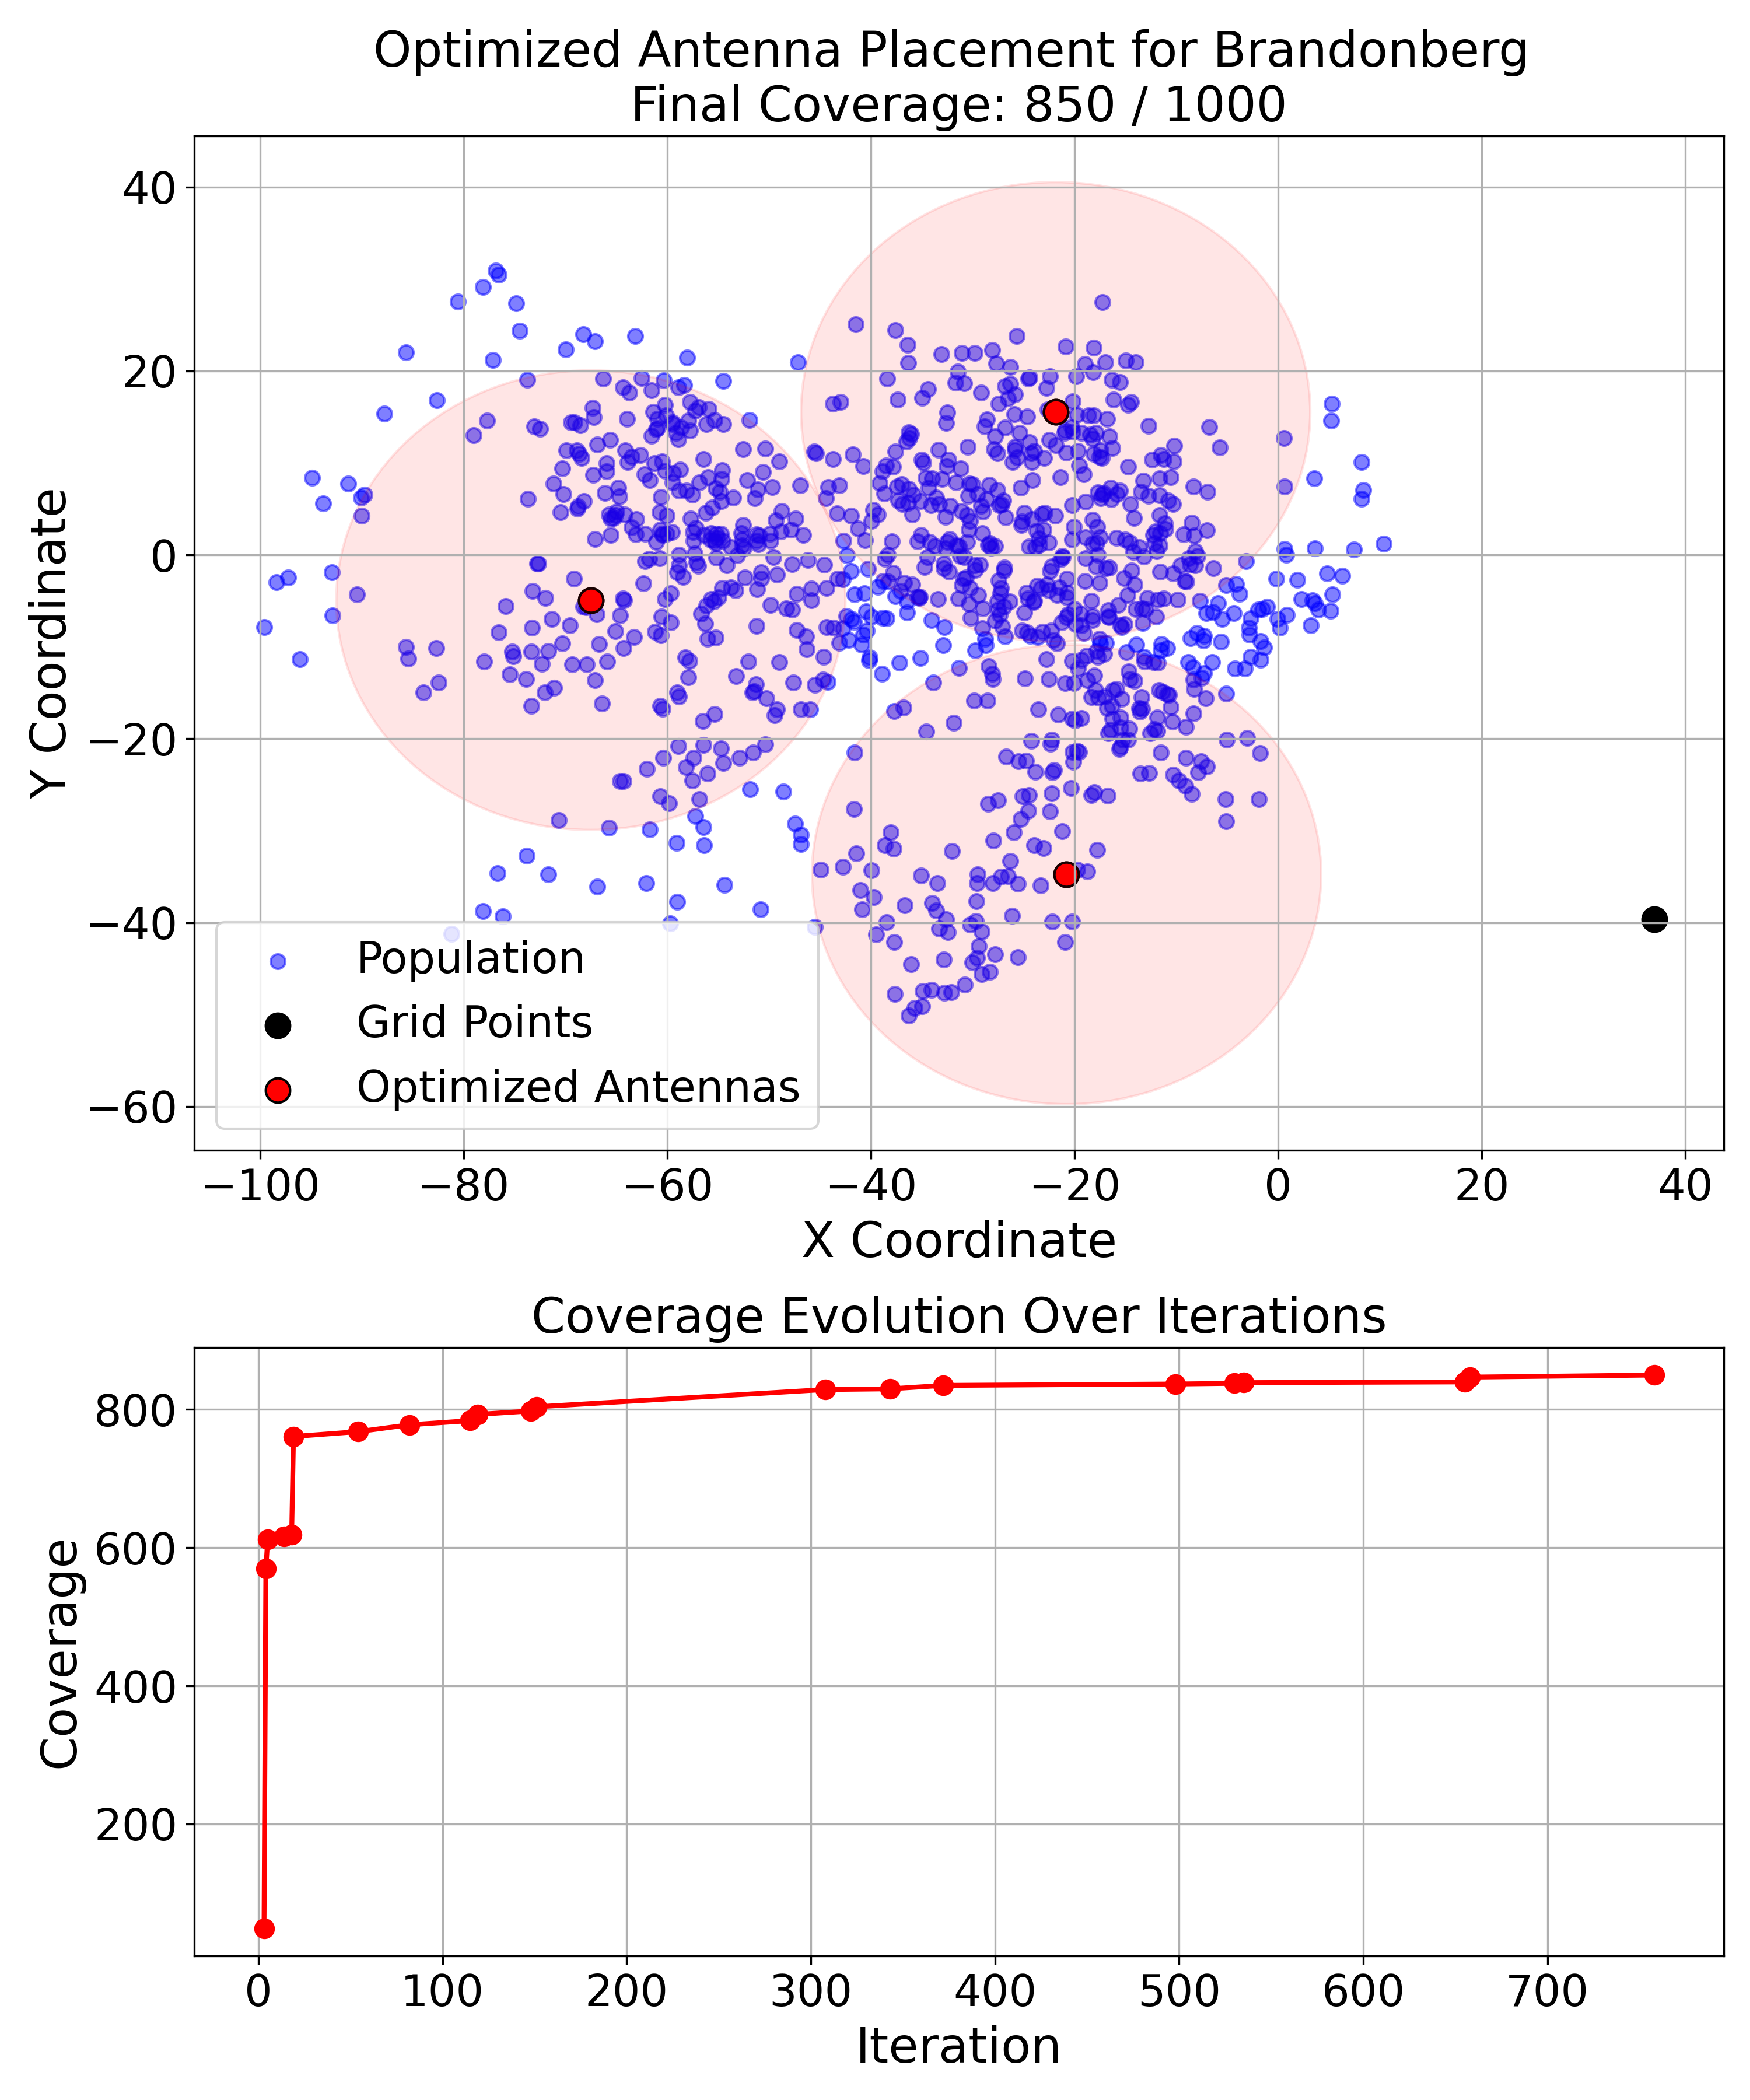 Optimized Antenna Placement for Brandonberg
Final Coverage: 850 / 1000
40
20
0
−20
−40
−60
Y Coordinate
Population
Grid Points
Optimized Antennas
−100 −80 −60 −40 −20 0 20 40
X Coordinate
Coverage Evolution Over Iterations
800
600
400
200
Coverage
0 100 200 300 400 500 600 700
Iteration